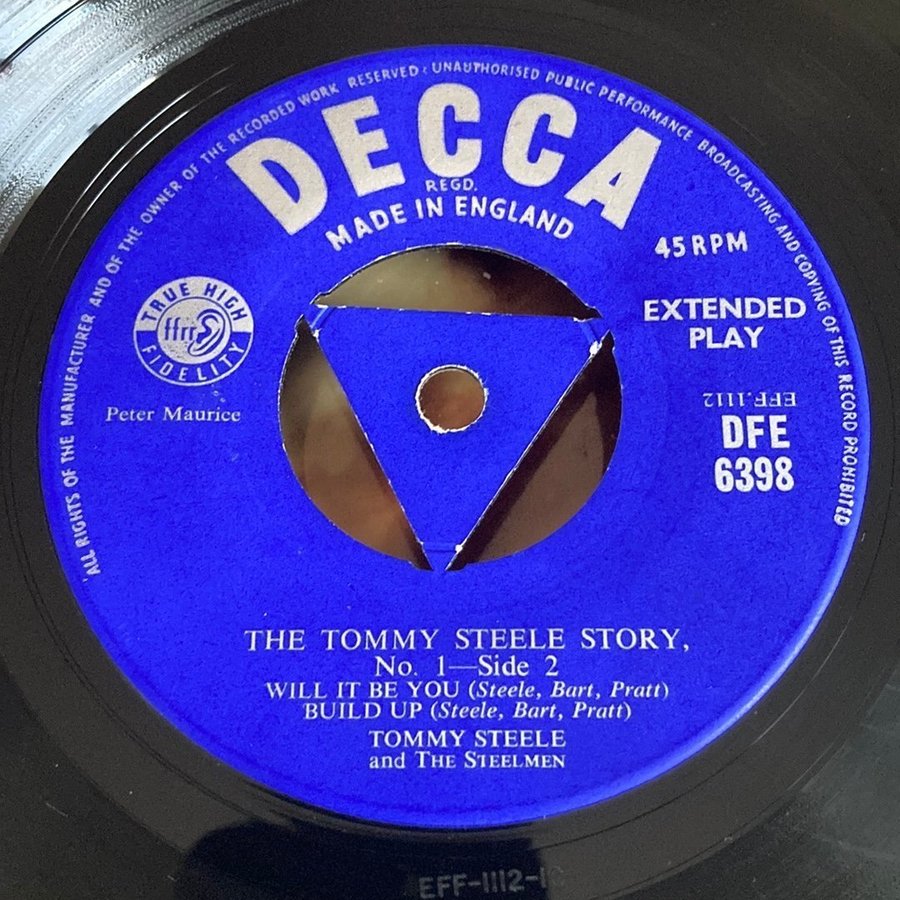 ALL RIGHTS OF THE MANUFACTURER AND OF THE OWNER OF THE RECORDED WORK RESERVED: UNAUTHORISED PUBLIC PERFORMANCE BROADCASTING AND COPYING OF THIS RECORD PROHIBITED
DECCA
REGD.
MADE IN ENGLAND
45 RPM
TRUE HIGH
ffrr
FIDELITY
EXTENDED
PLAY
Peter Maurice
EFF.1112
DFE
6398
THE TOMMY STEELE STORY,
No. 1—Side 2
WILL IT BE YOU (Steele, Bart, Pratt)
BUILD UP (Steele, Bart, Pratt)
TOMMY STEELE
and THE STEELMEN
EFF-1112-1